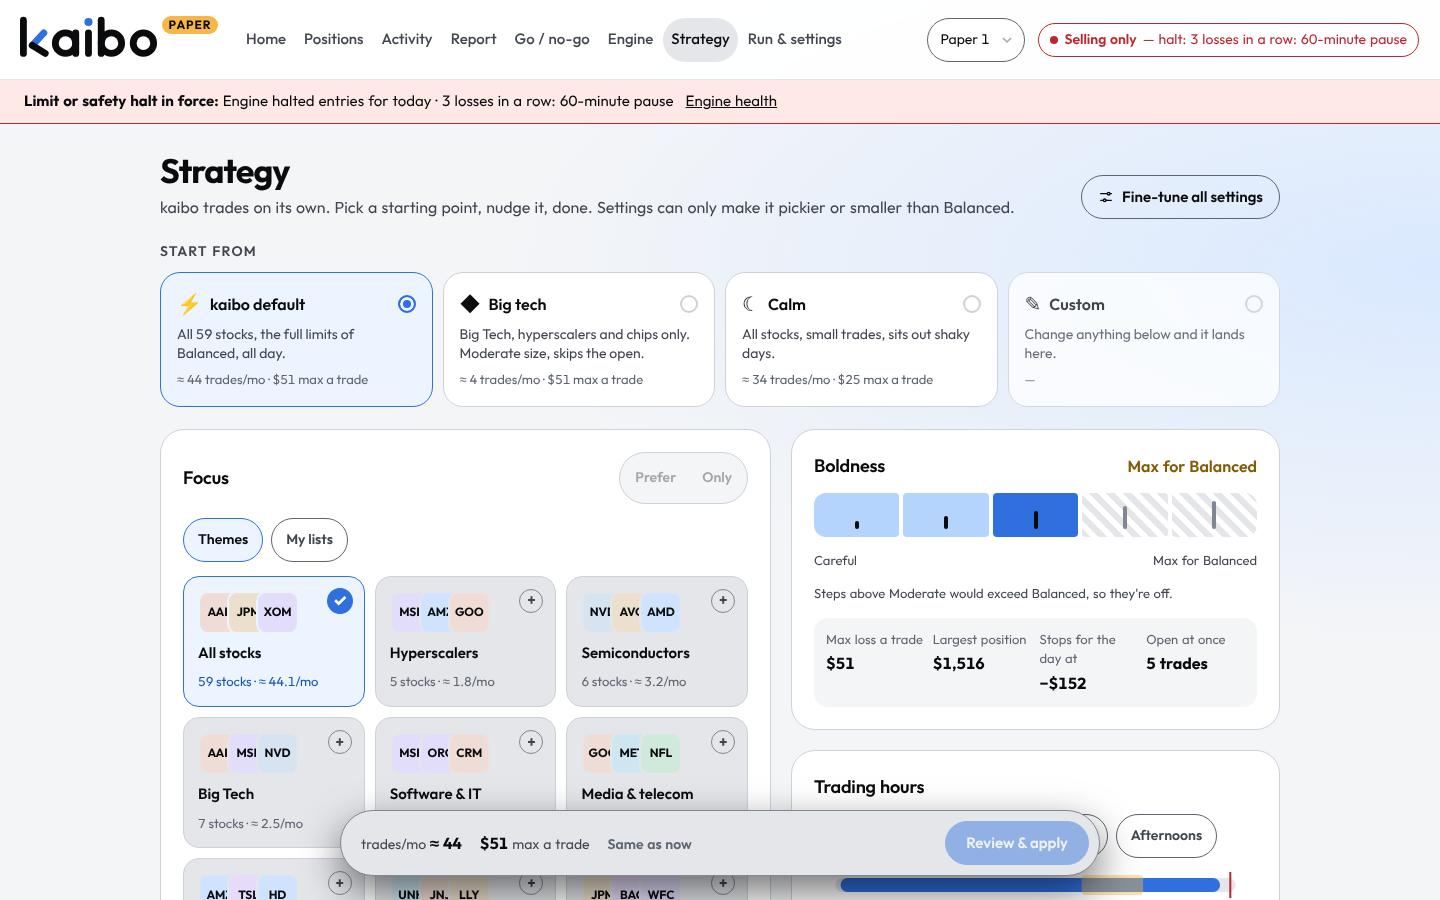 kaibo PAPER
Home Positions Activity Report Go / no-go Engine Strategy Run & settings
Paper 1
Selling only — halt: 3 losses in a row: 60-minute pause
Limit or safety halt in force: Engine halted entries for today · 3 losses in a row: 60-minute pause Engine health
Strategy
kaibo trades on its own. Pick a starting point, nudge it, done. Settings can only make it pickier or smaller than Balanced.
Fine-tune all settings
START FROM
kaibo default
All 59 stocks, the full limits of
Balanced, all day.
≈ 44 trades/mo · $51 max a trade
Big tech
Big Tech, hyperscalers and chips only.
Moderate size, skips the open.
≈ 4 trades/mo · $51 max a trade
Calm
All stocks, small trades, sits out shaky
days.
≈ 34 trades/mo · $25 max a trade
Custom
Change anything below and it lands
here.
—
Focus
Prefer Only
Themes My lists
JPM XOM
All stocks
59 stocks · ≈ 44.1/mo
GOO
Hyperscalers
5 stocks · ≈ 1.8/mo
AMD
Semiconductors
6 stocks · ≈ 3.2/mo
NVD
Big Tech
7 stocks · ≈ 2.5/mo
CRM
Software & IT
NFL
Media & telecom
HD
LLY
WFC
Boldness
Max for Balanced
Careful
Max for Balanced
Steps above Moderate would exceed Balanced, so they're off.
Max loss a trade
$51
Largest position
$1,516
Stops for the
day at
−$152
Open at once
5 trades
Trading hours
Afternoons
trades/mo ≈ 44 $51 max a trade Same as now
Review & apply